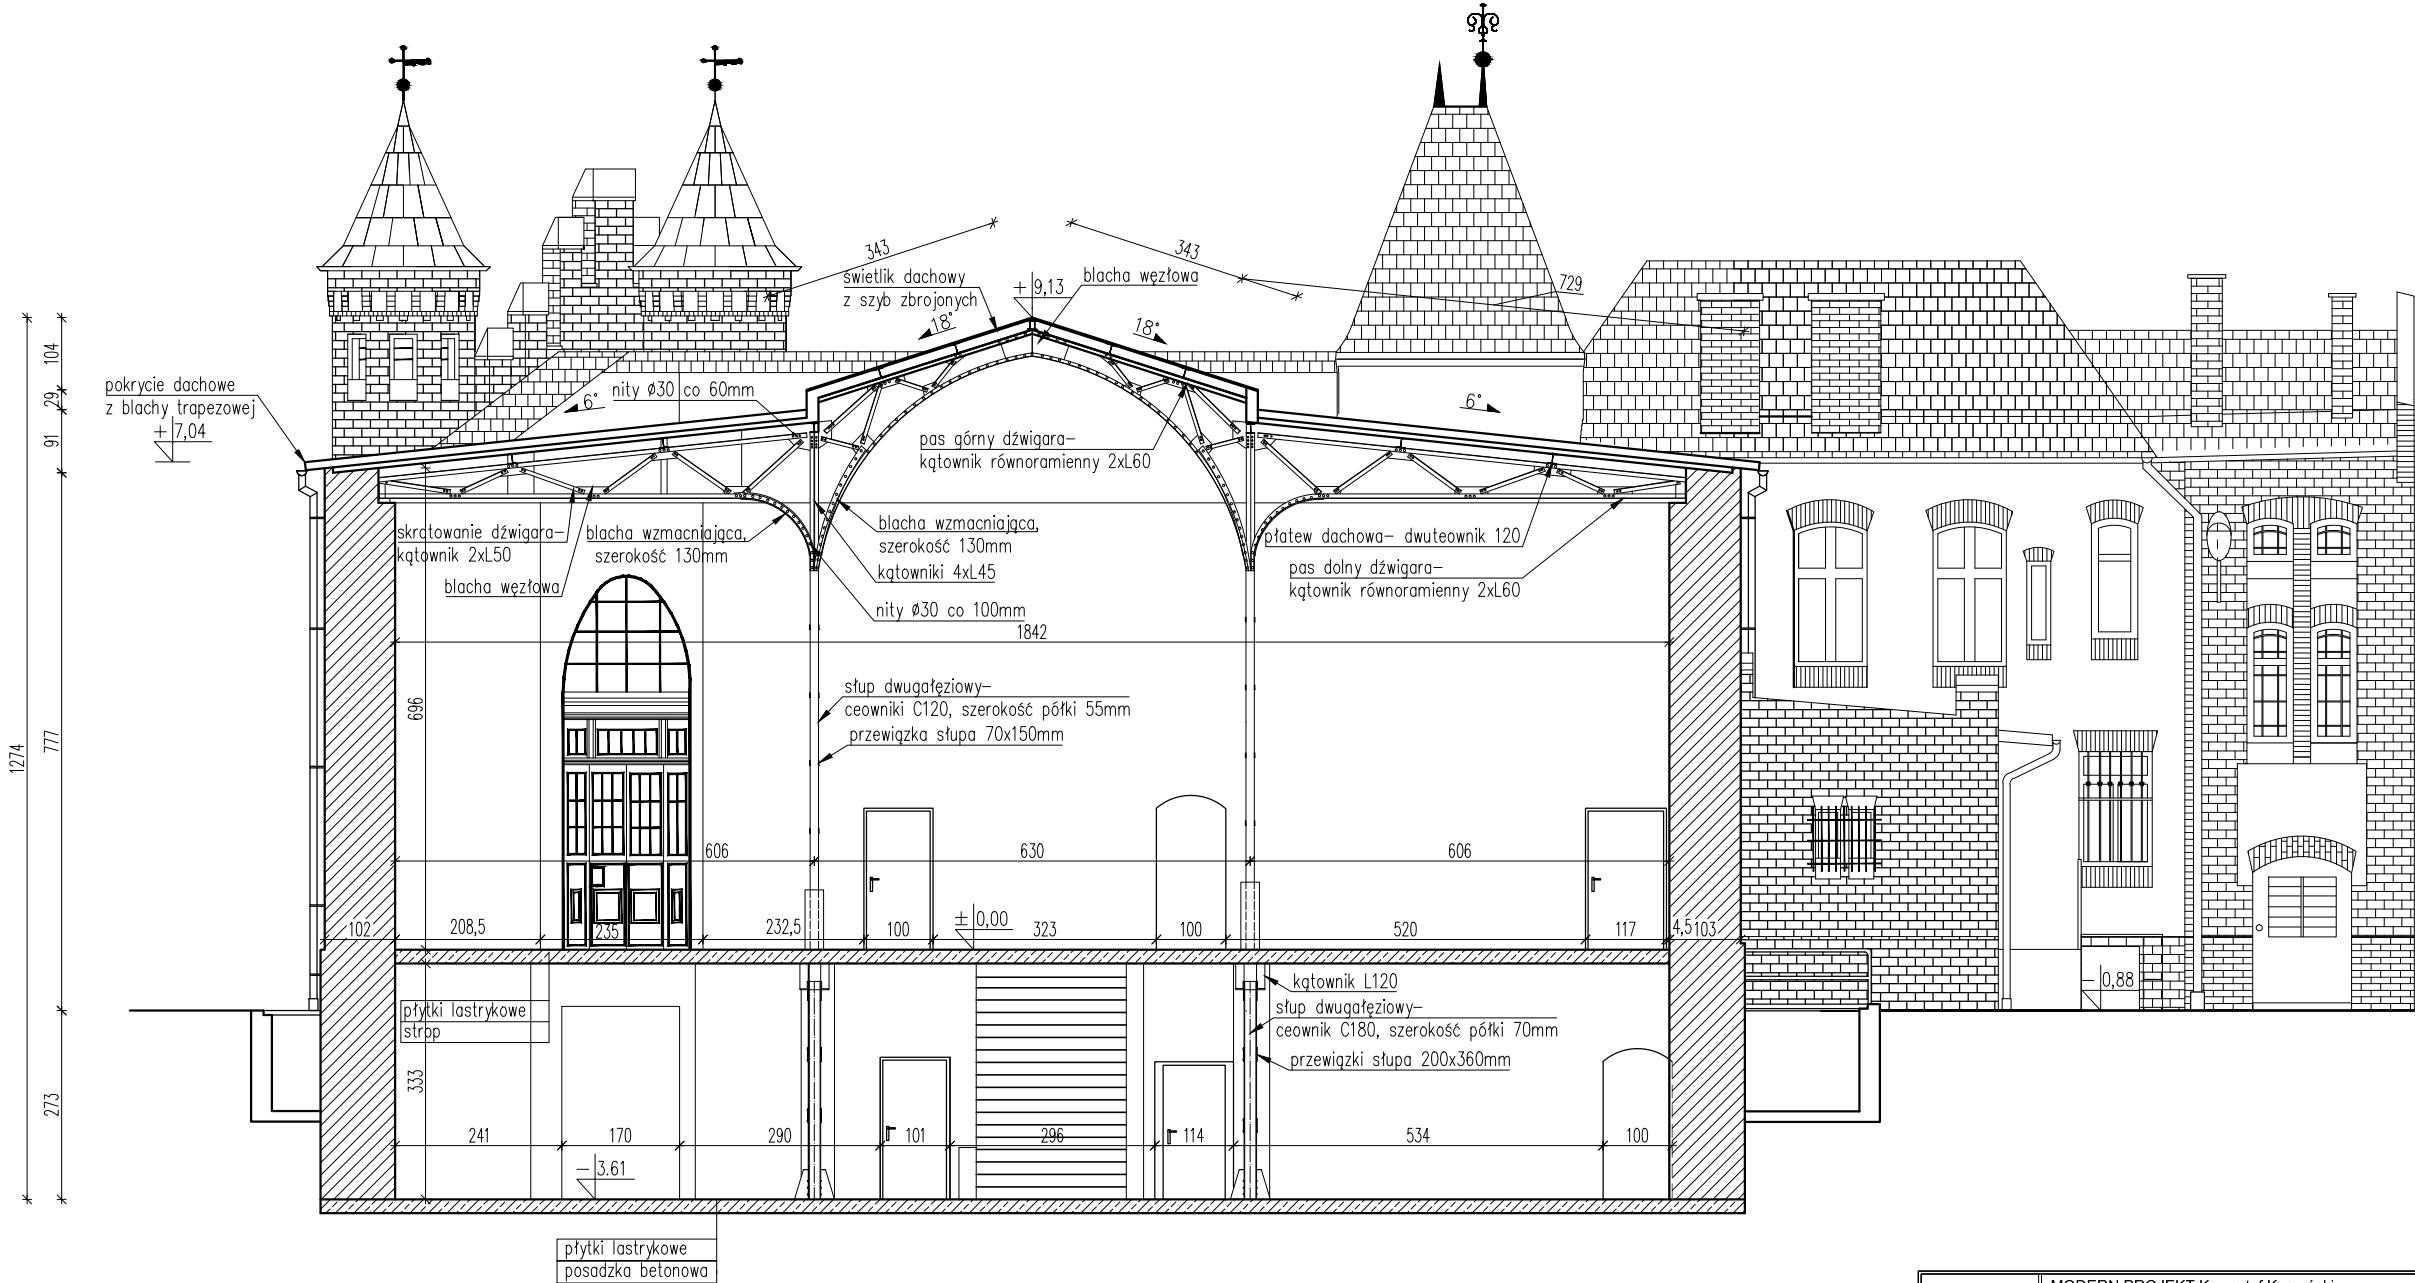 343
343
świetlik dachowy
z szyb zbrojonych
blacha węzłowa
+9,13
729
18°
18°
104
pokrycie dachowe
z blachy trapezowej
+7,04
29
6°
nity ø30 co 60mm
6°
91
pas górny dźwigara-
kątownik równoramienny 2xL60
skratowanie dźwigara-
kątownik 2xL50
blacha wzmacniająca,
szerokość 130mm
blacha węzłowa
blacha wzmacniająca,
szerokość 130mm
kątowniki 4xL45
nity ø30 co 100mm
płatew dachowa- dwuteownik 120
pas dolny dźwigara-
kątownik równoramienny 2xL60
1842
696
777
1274
słup dwugałęziowy-
ceowniki C120, szerokość półki 55mm
przewiązka słupa 70x150mm
606
630
606
102
208,5
235
232,5
100
±0,00
323
100
520
117
4,5
103
-0,88
płytki lastrykowe
strop
kątownik L120
słup dwugałęziowy-
ceownik C180, szerokość półki 70mm
przewiązki słupa 200x360mm
333
273
241
170
290
101
296
114
534
100
-3.61
płytki lastrykowe
posadzka betonowa